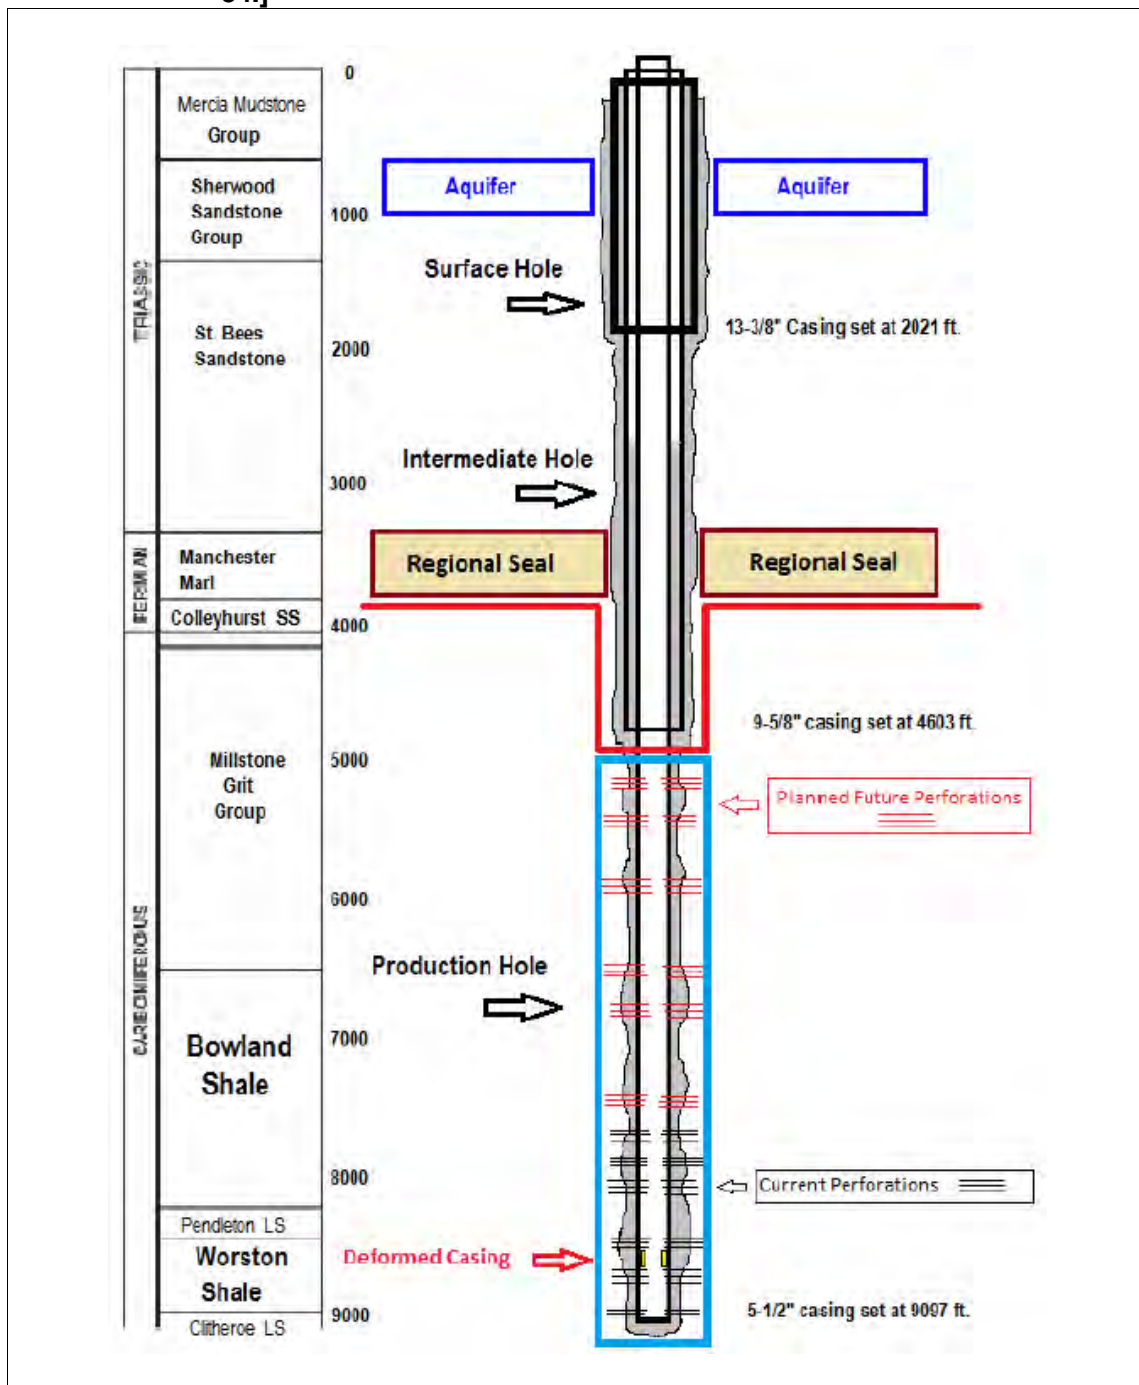 0
Mercia Mudstone
Group
Aquifer
Aquifer
Sherwood
Sandstone
Group
1000
Surface Hole
TRIASSIC
13-3/8" Casing set at 2021 ft.
St. Bees
Sandstone
2000
Intermediate Hole
3000
PERMIAN
Manchester
Marl
Regional Seal
Regional Seal
Colleyhurst SS
4000
9-5/8" casing set at 4603 ft.
Millstone
Grit
Group
5000
Planned Future Perforations
6000
CARBONIFEROUS
Production Hole
Bowland
Shale
7000
8000
Current Perforations
Pendleton LS
Worston
Shale
Deformed Casing
5-1/2" casing set at 9097 ft.
9000
Clitheroe LS